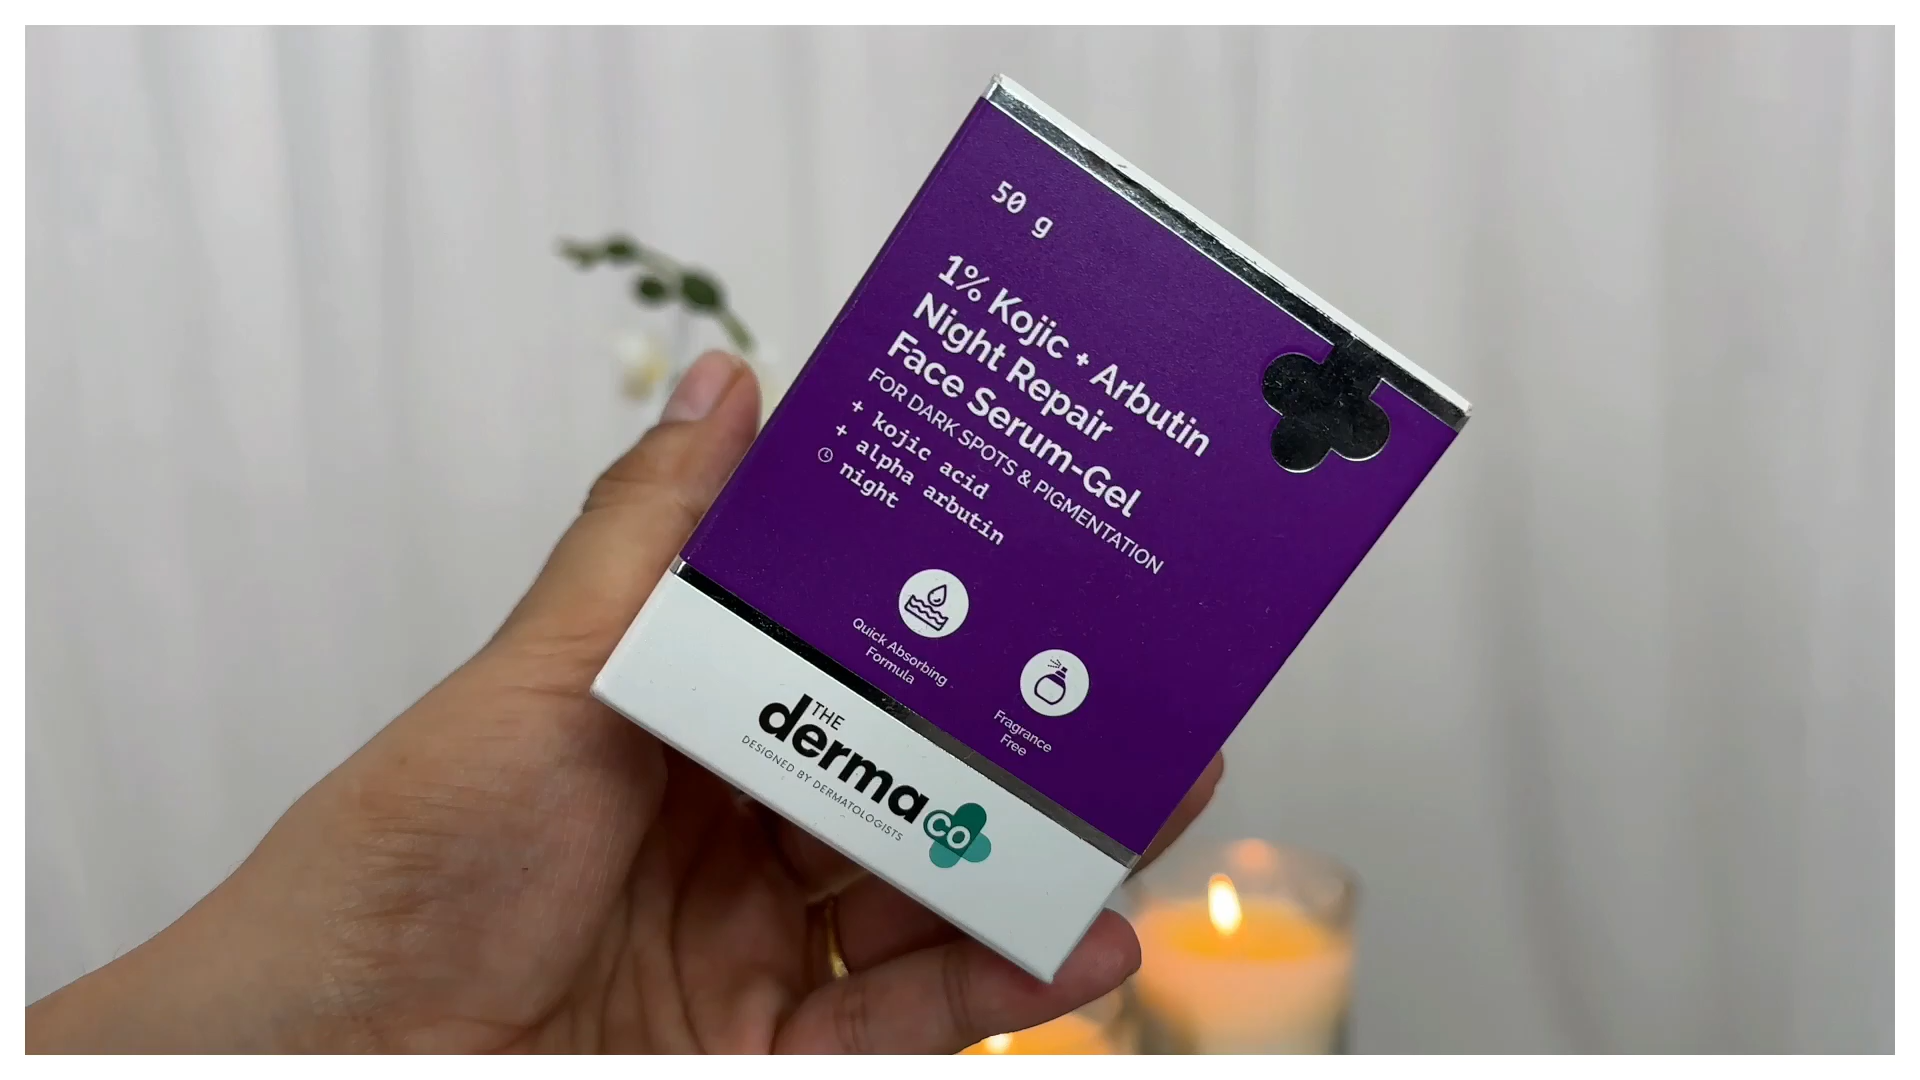 50 g
1% Kojic + Arbutin
Night Repair
Face Serum-Gel
FOR DARK SPOTS & PIGMENTATION
+ kojic acid
+ alpha arbutin
night
Quick Absorbing
Formula
Fragrance
Free
THE
derma
co
DESIGNED BY DERMATOLOGISTS